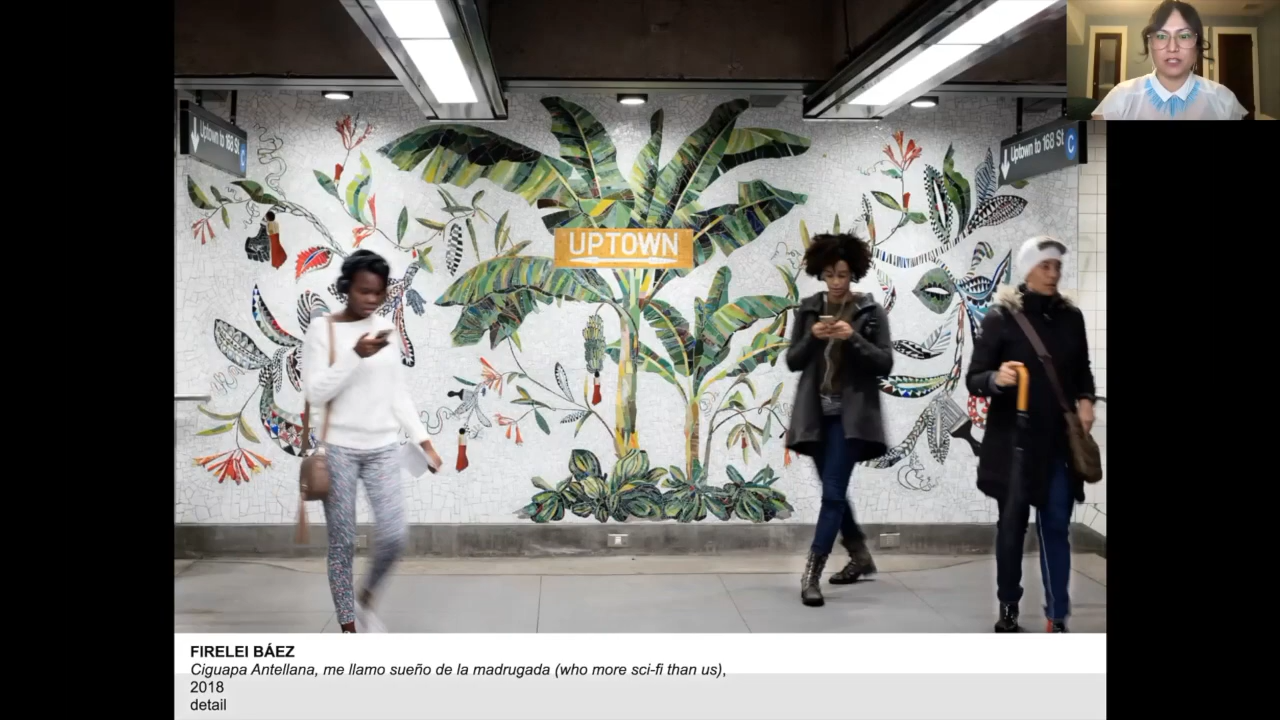 Uptown to 168 St
C
Uptown to 168 St
C
UPTOWN
FIRELEI BÁEZ
Ciguapa Antellana, me llamo sueño de la madrugada (who more sci-fi than us),
2018
detail